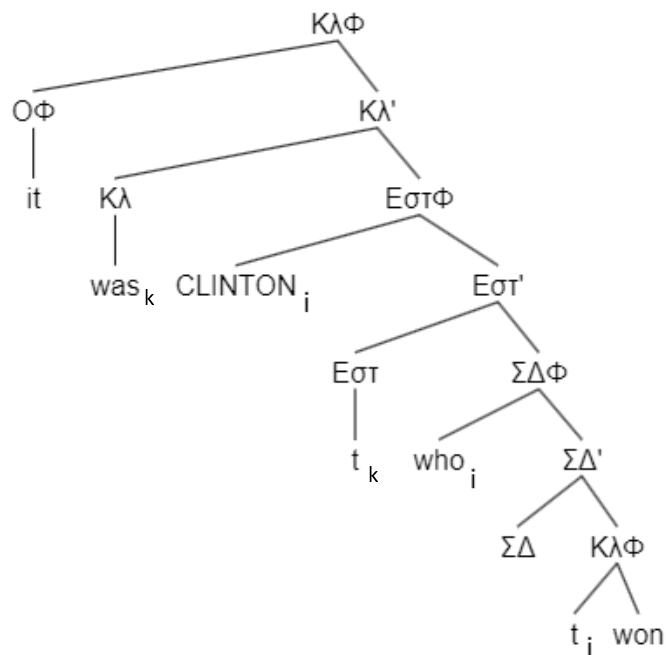 ΚλΦ
ΟΦ Κλ'
it Κλ ΕστΦ
was k CLINTON i Εστ'
Εστ ΣΔΦ
t k who i ΣΔ'
ΣΔ ΚλΦ
t i won